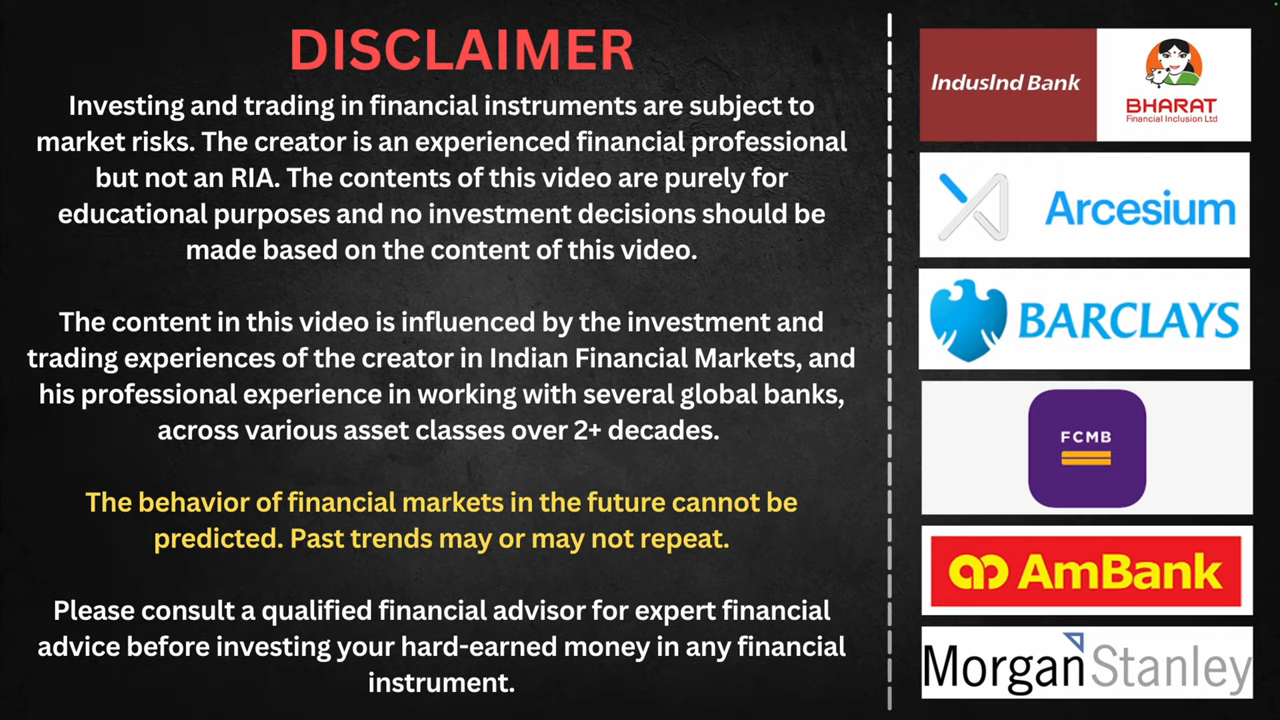 DISCLAIMER
Investing and trading in financial instruments are subject to
market risks. The creator is an experienced financial professional
but not an RIA. The contents of this video are purely for
educational purposes and no investment decisions should be
made based on the content of this video.
The content in this video is influenced by the investment and
trading experiences of the creator in Indian Financial Markets, and
his professional experience in working with several global banks,
across various asset classes over 2+ decades.
The behavior of financial markets in the future cannot be
predicted. Past trends may or may not repeat.
Please consult a qualified financial advisor for expert financial
advice before investing your hard-earned money in any financial
instrument.
IndusInd Bank
BHARAT
Financial Inclusion Ltd
Arcesium
BARCLAYS
FCMB
AmBank
Morgan Stanley